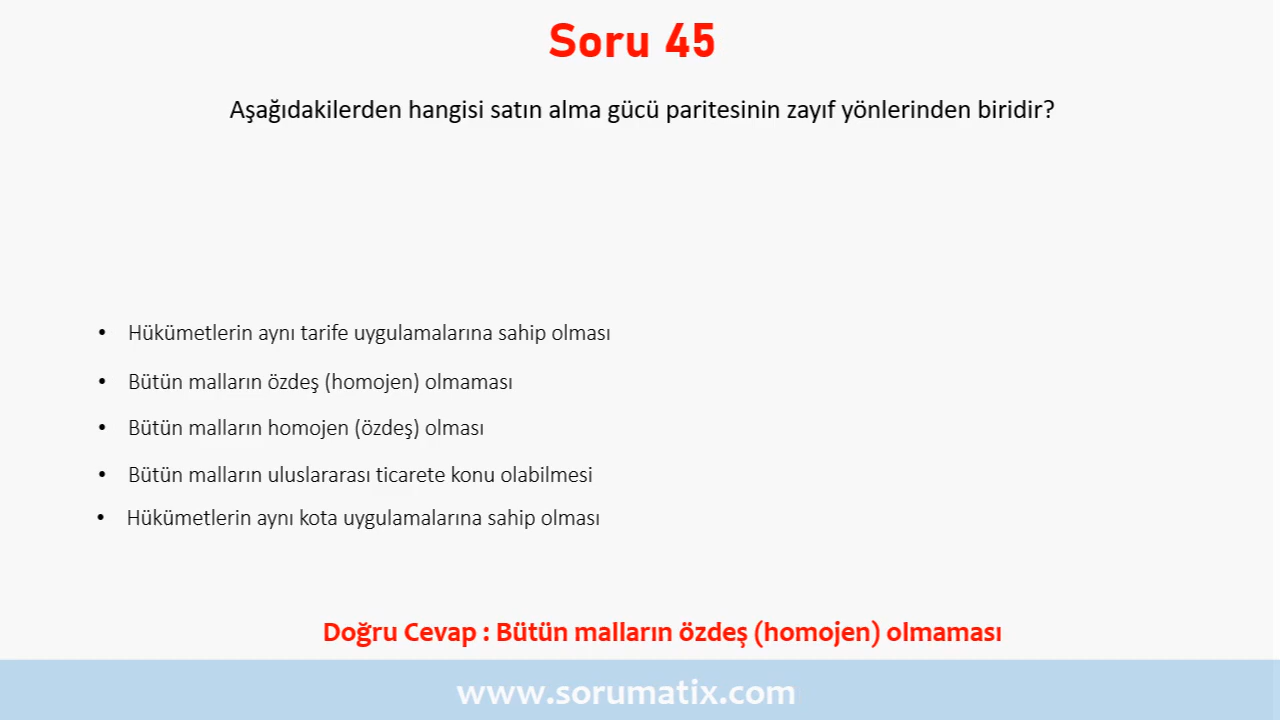 Soru 45
Aşağıdakilerden hangisi satın alma gücü paritesinin zayıf yönlerinden biridir?
• Hükümetlerin aynı tarife uygulamalarına sahip olması
• Bütün malların özdeş (homojen) olmaması
• Bütün malların homojen (özdeş) olması
• Bütün malların uluslararası ticarete konu olabilmesi
• Hükümetlerin aynı kota uygulamalarına sahip olması
Doğru Cevap : Bütün malların özdeş (homojen) olmaması
www.sorumatix.com